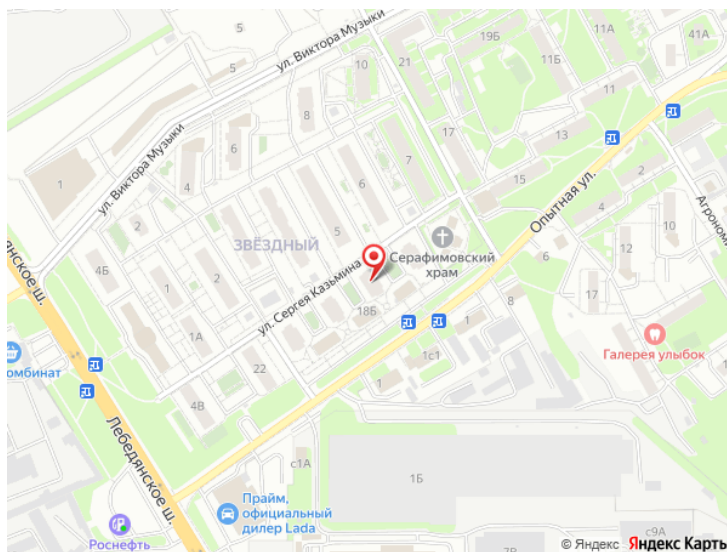 19Б
11А
41А
ул. Виктора Музыки
5
5
10
21
11Б
11
8
17
13
6
ул. Виктора Музыки
4
1
7
6
15
2
Опытная ул.
4
10
Агроном
5
ЗВЁЗДНЫЙ
Серафимовский
храм
12
6
4Б
2
1
ул. Сергея Казьмина
17
8
18Б
1А
1
Галерея улыбок
янское ш.
1с1
омбинат
22
1
4В
Лебедянское ш.
с1А
1Б
Прайм,
официальный
дилер Lada
Роснефть
7В
с9А
© Яндекс Яндекс Карты